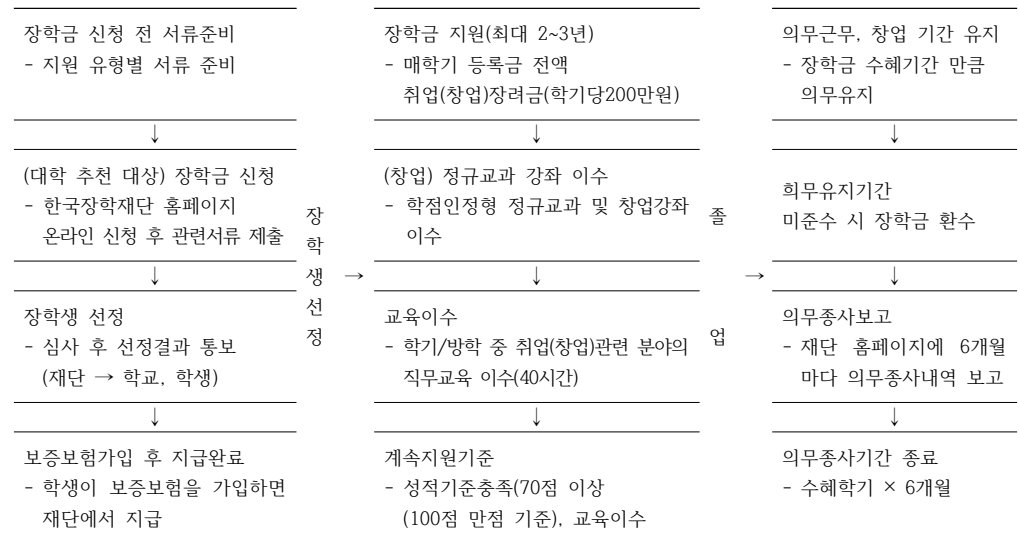 장학금 신청 전 서류준비
- 지원 유형별 서류 준비
↓
(대학 추천 대상) 장학금 신청
- 한국장학재단 홈페이지
온라인 신청 후 관련서류 제출
↓
장학생 선정
- 심사 후 선정결과 통보
(재단 → 학교, 학생)
↓
보증보험가입 후 지급완료
- 학생이 보증보험을 가입하면
재단에서 지급
장
학
생
선
정
→
장학금 지원(최대 2~3년)
- 매학기 등록금 전액
취업(창업)장려금(학기당200만원)
↓
(창업) 정규교과 강좌 이수
- 학점인정형 정규교과 및 창업강좌
이수
↓
교육이수
- 학기/방학 중 취업(창업)관련 분야의
직무교육 이수(40시간)
↓
계속지원기준
- 성적기준충족(70점 이상
(100점 만점 기준), 교육이수
졸
업
→
의무근무, 창업 기간 유지
- 장학금 수혜기간 만큼
의무유지
↓
희무유지기간
미준수 시 장학금 환수
↓
의무종사보고
- 재단 홈페이지에 6개월
마다 의무종사내역 보고
↓
의무종사기간 종료
- 수혜학기 × 6개월